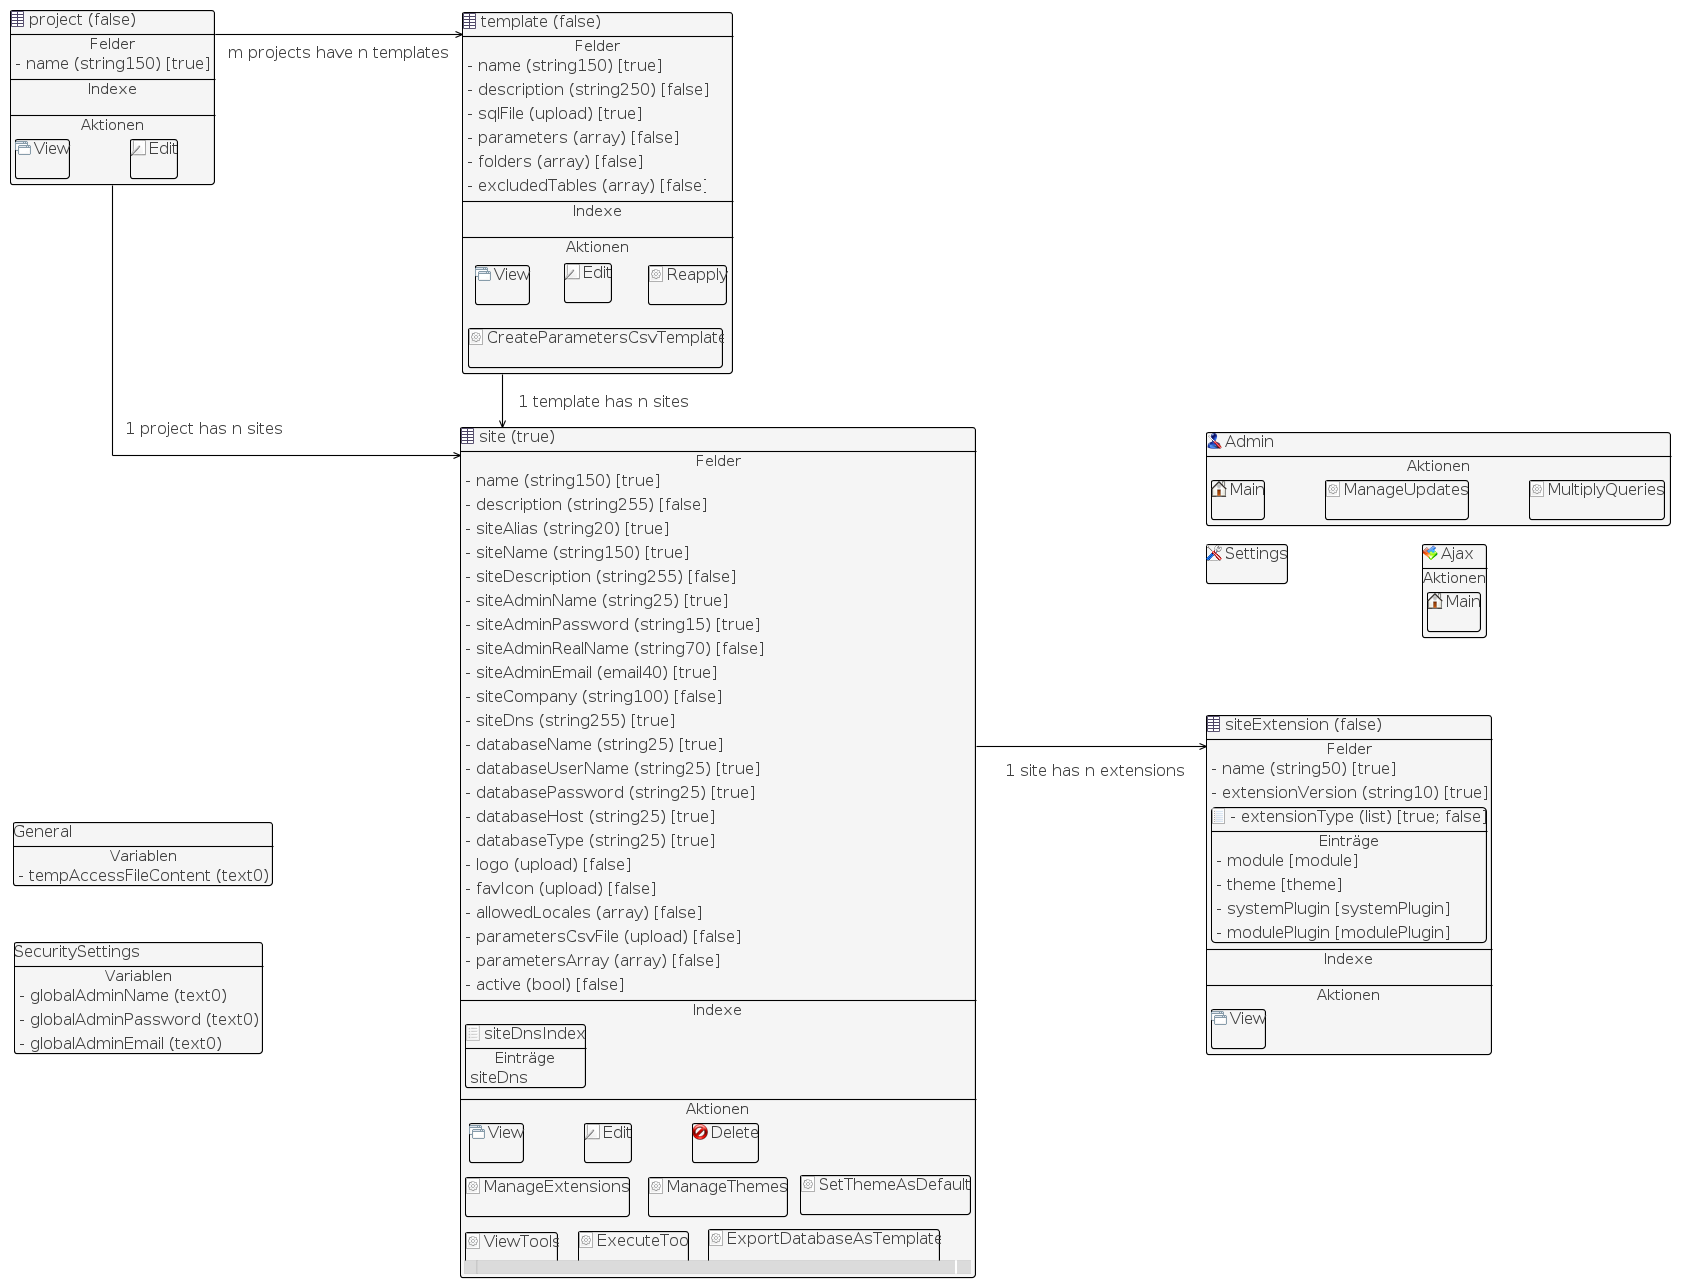 project (false)
Felder
- name (string150) [true]
Indexe
Aktionen
View
Edit
m projects have n templates
template (false)
Felder
- name (string150) [true]
- description (string250) [false]
- sqlFile (upload) [true]
- parameters (array) [false]
- folders (array) [false]
- excludedTables (array) [false]
Indexe
Aktionen
View
Edit
Reapply
CreateParametersCsvTemplate
1 template has n sites
1 project has n sites
site (true)
Felder
- name (string150) [true]
- description (string255) [false]
- siteAlias (string20) [true]
- siteName (string150) [true]
- siteDescription (string255) [false]
- siteAdminName (string25) [true]
- siteAdminPassword (string15) [true]
- siteAdminRealName (string70) [false]
- siteAdminEmail (email40) [true]
- siteCompany (string100) [false]
- siteDns (string255) [true]
- databaseName (string25) [true]
- databaseUserName (string25) [true]
- databasePassword (string25) [true]
- databaseHost (string25) [true]
- databaseType (string25) [true]
- logo (upload) [false]
- favIcon (upload) [false]
- allowedLocales (array) [false]
- parametersCsvFile (upload) [false]
- parametersArray (array) [false]
- active (bool) [false]
Indexe
siteDnsIndex
Einträge
siteDns
Aktionen
View
Edit
Delete
ManageExtensions
ManageThemes
SetThemeAsDefault
ViewTools
ExecuteToo
ExportDatabaseAsTemplate
1 site has n extensions
Admin
Aktionen
Main
ManageUpdates
MultiplyQueries
Settings
Ajax
Aktionen
Main
siteExtension (false)
Felder
- name (string50) [true]
- extensionVersion (string10) [true]
- extensionType (list) [true; false]
Einträge
- module [module]
- theme [theme]
- systemPlugin [systemPlugin]
- modulePlugin [modulePlugin]
Indexe
Aktionen
View
General
Variablen
- tempAccessFileContent (text0)
SecuritySettings
Variablen
- globalAdminName (text0)
- globalAdminPassword (text0)
- globalAdminEmail (text0)